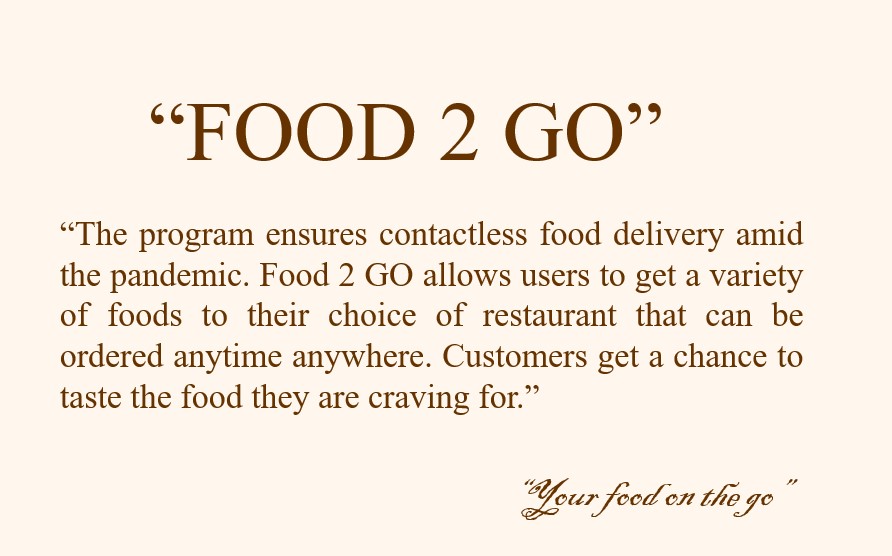 “FOOD 2 GO”
“The program ensures contactless food delivery amid
the pandemic. Food 2 GO allows users to get a variety
of foods to their choice of restaurant that can be
ordered anytime anywhere. Customers get a chance to
taste the food they are craving for.”
“Your food on the go ”